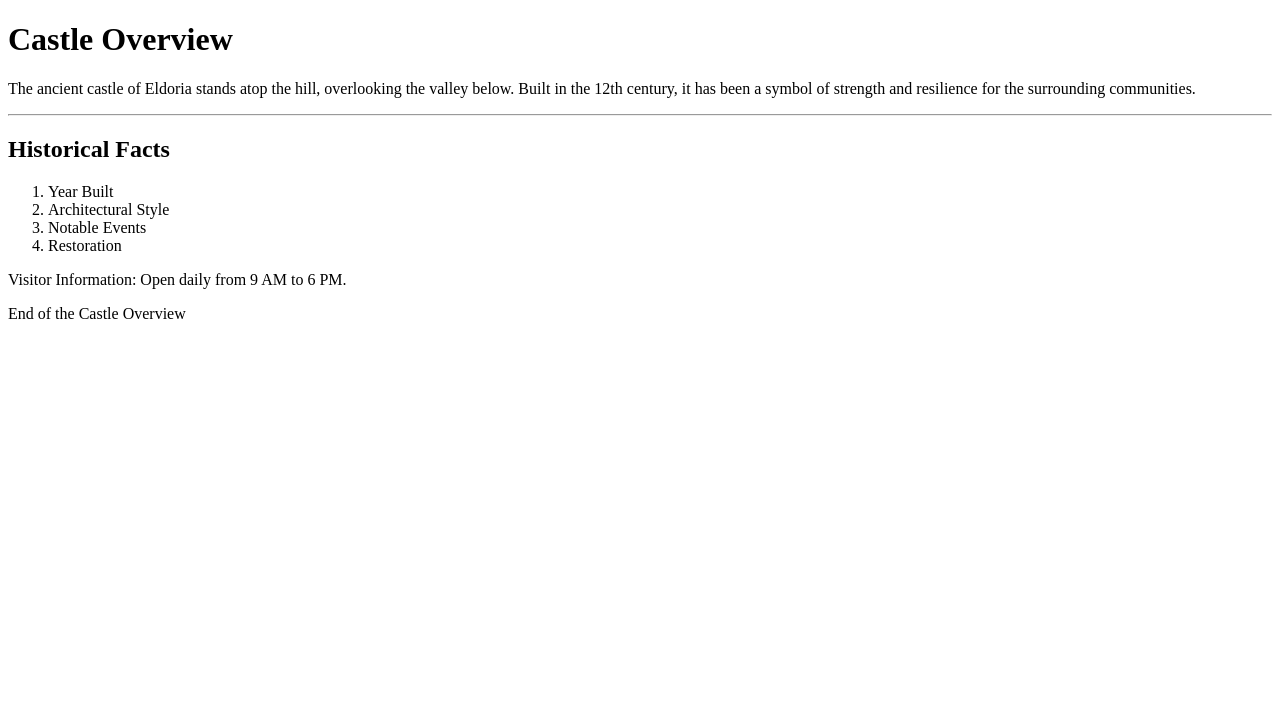 Castle Overview
The ancient castle of Eldoria stands atop the hill, overlooking the valley below. Built in the 12th century, it has been a symbol of strength and resilience for the surrounding communities.
Historical Facts
1. Year Built
2. Architectural Style
3. Notable Events
4. Restoration
Visitor Information: Open daily from 9 AM to 6 PM.
End of the Castle Overview